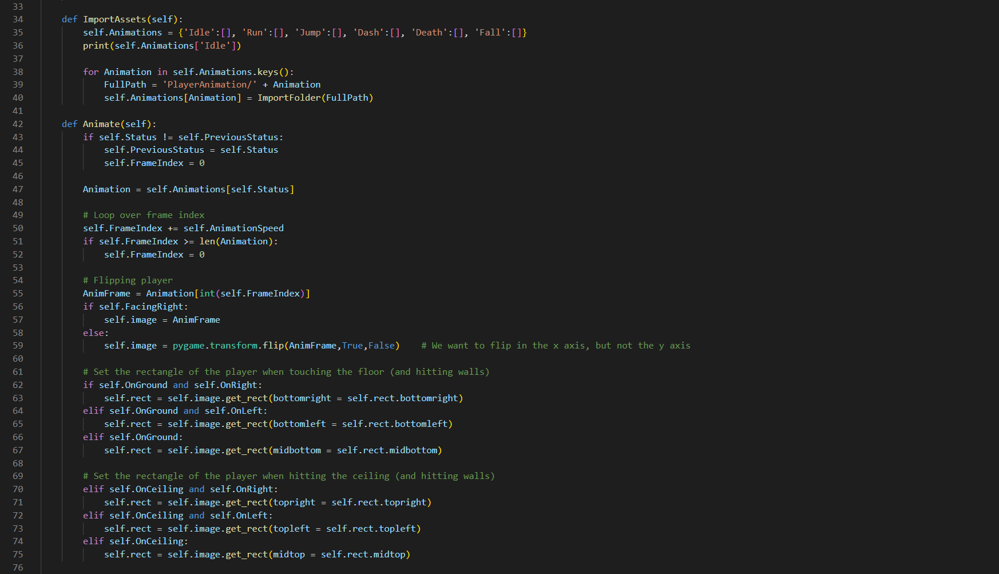 33
34 def ImportAssets(self):
35 self.Animations = {'Idle':[], 'Run':[], 'Jump':[], 'Dash':[], 'Death':[], 'Fall':[]}
36 print(self.Animations['Idle'])
37
38 for Animation in self.Animations.keys():
39 FullPath = 'PlayerAnimation/' + Animation
40 self.Animations[Animation] = ImportFolder(FullPath)
41
42 def Animate(self):
43 if self.Status != self.PreviousStatus:
44 self.PreviousStatus = self.Status
45 self.FrameIndex = 0
46
47 Animation = self.Animations[self.Status]
48
49 # Loop over frame index
50 self.FrameIndex += self.AnimationSpeed
51 if self.FrameIndex >= len(Animation):
52 self.FrameIndex = 0
53
54 # Flipping player
55 AnimFrame = Animation[int(self.FrameIndex)]
56 if self.FacingRight:
57 self.image = AnimFrame
58 else:
59 self.image = pygame.transform.flip(AnimFrame,True,False) # We want to flip in the x axis, but not the y axis
60
61 # Set the rectangle of the player when touching the floor (and hitting walls)
62 if self.OnGround and self.OnRight:
63 self.rect = self.image.get_rect(bottomright = self.rect.bottomright)
64 elif self.OnGround and self.OnLeft:
65 self.rect = self.image.get_rect(bottomleft = self.rect.bottomleft)
66 elif self.OnGround:
67 self.rect = self.image.get_rect(midbottom = self.rect.midbottom)
68
69 # Set the rectangle of the player when hitting the ceiling (and hitting walls)
70 elif self.OnCeiling and self.OnRight:
71 self.rect = self.image.get_rect(topright = self.rect.topright)
72 elif self.OnCeiling and self.OnLeft:
73 self.rect = self.image.get_rect(topleft = self.rect.topleft)
74 elif self.OnCeiling:
75 self.rect = self.image.get_rect(midtop = self.rect.midtop)
76